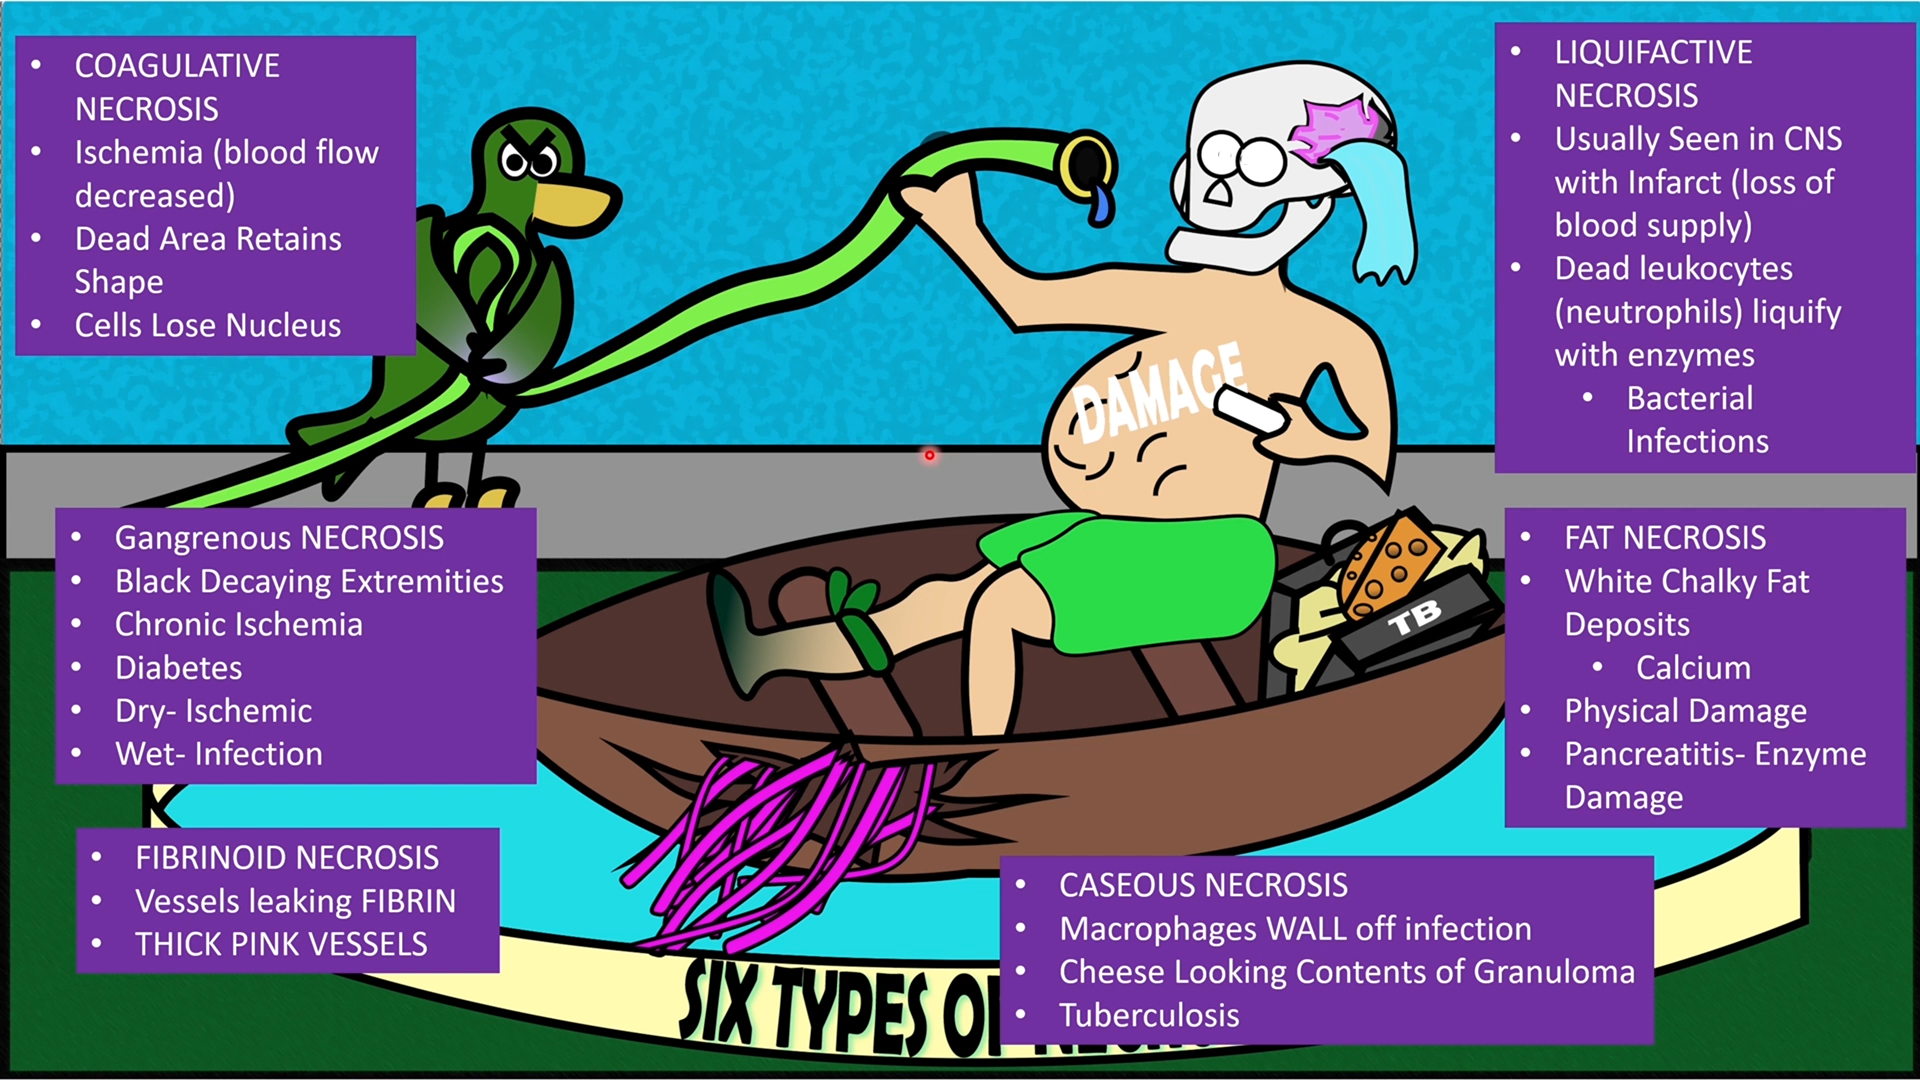 COAGULATIVE
NECROSIS
Ischemia (blood flow
decreased)
Dead Area Retains
Shape
Cells Lose Nucleus
LIQUIFACTIVE
NECROSIS
Usually Seen in CNS
with Infarct (loss of
blood supply)
Dead leukocytes
(neutrophils) liquify
with enzymes
Bacterial
Infections
DAMAGE
TB
Gangrenous NECROSIS
Black Decaying Extremities
Chronic Ischemia
Diabetes
Dry- Ischemic
Wet- Infection
FAT NECROSIS
White Chalky Fat
Deposits
Calcium
Physical Damage
Pancreatitis- Enzyme
Damage
FIBRINOID NECROSIS
Vessels leaking FIBRIN
THICK PINK VESSELS
CASEOUS NECROSIS
Macrophages WALL off infection
Cheese Looking Contents of Granuloma
Tuberculosis
SIX TYPES